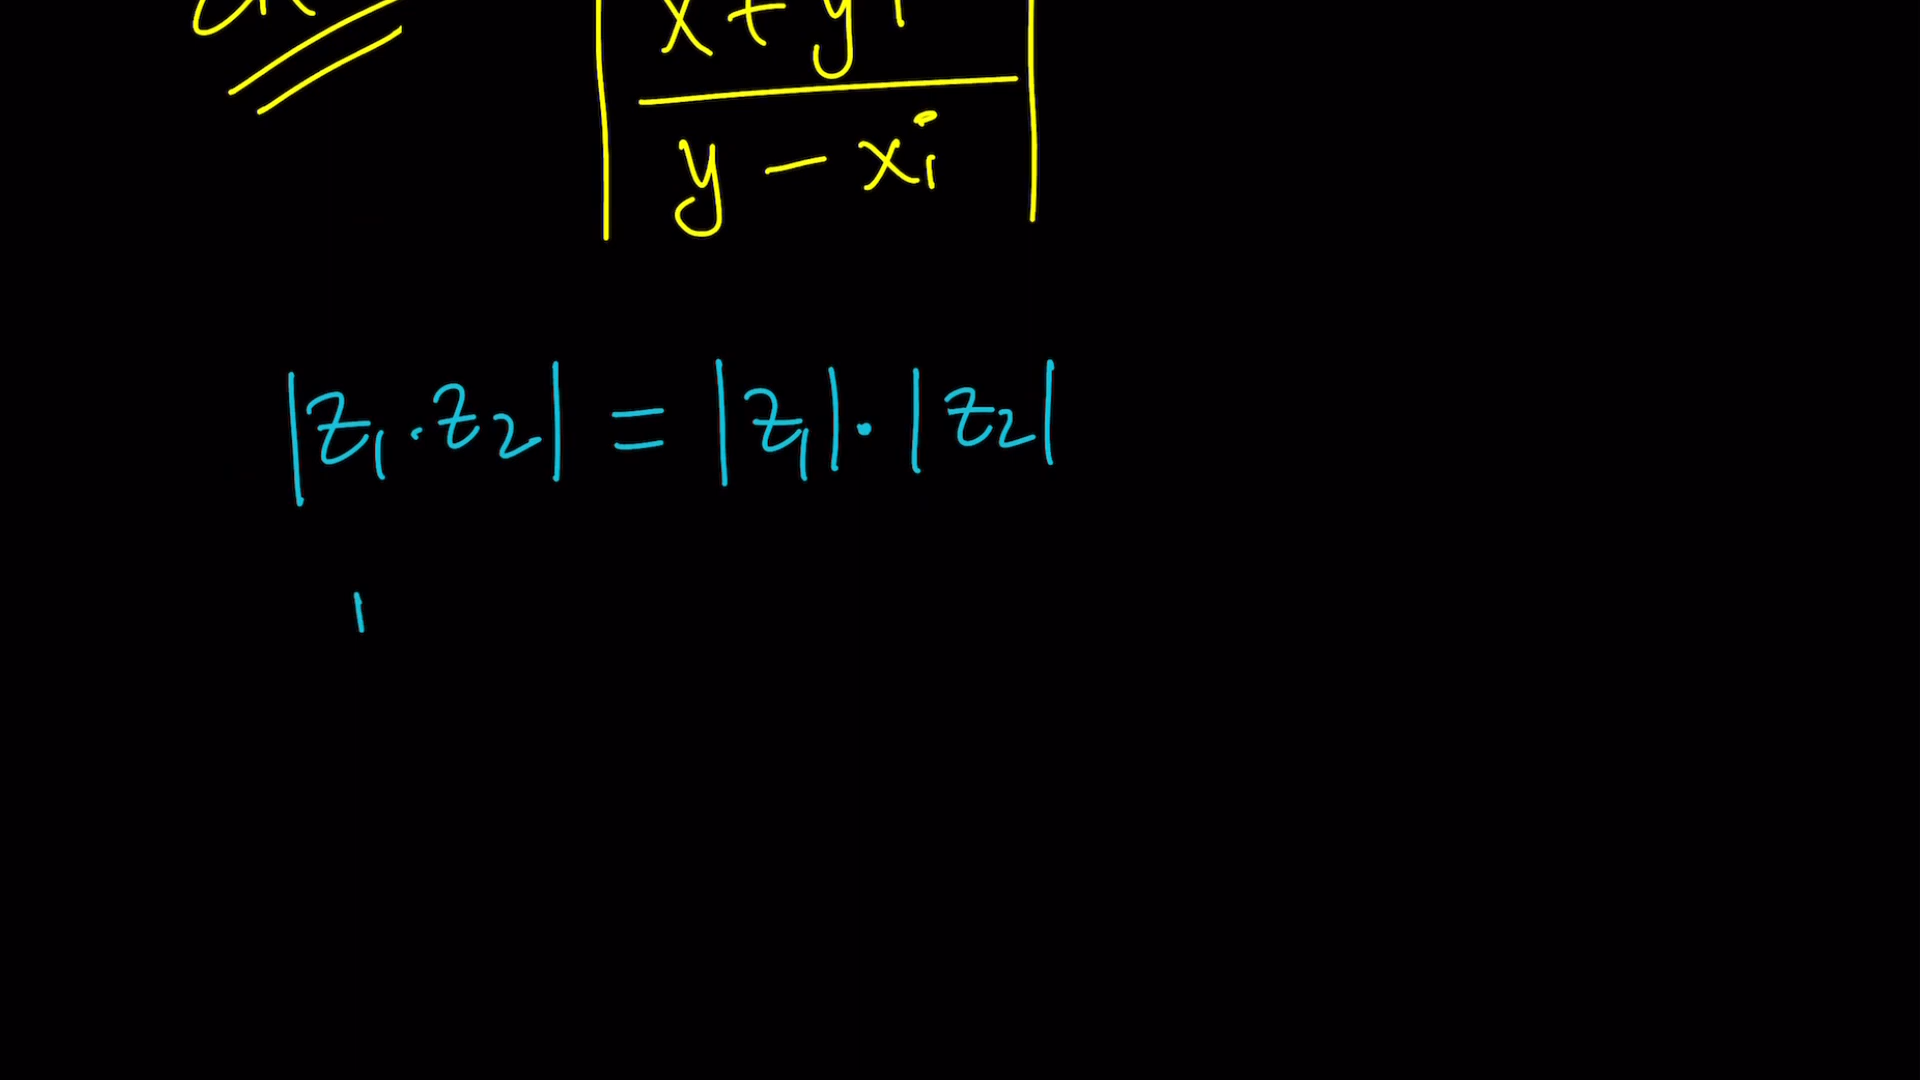 x + yi
y - xi
|z₁ · z₂| = |z₁| · |z₂|